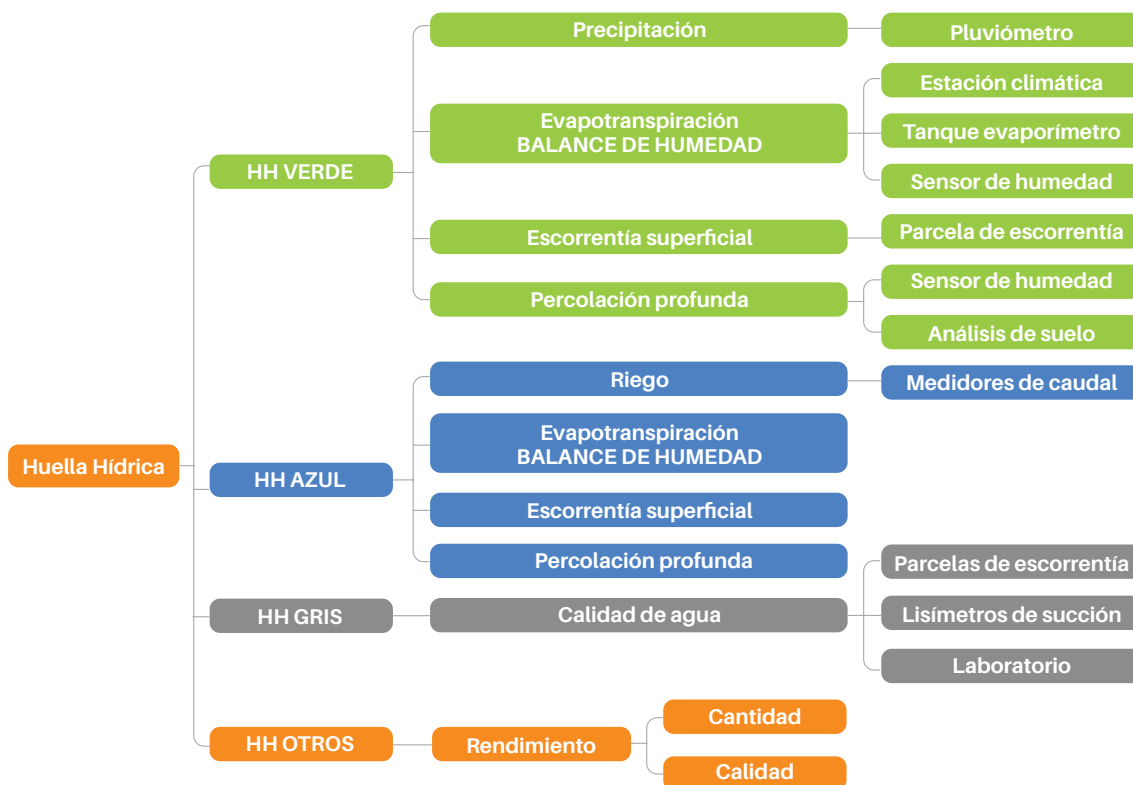 Huella Hídrica
HH VERDE
Precipitación
Pluviómetro
Evapotranspiración
BALANCE DE HUMEDAD
Estación climática
Tanque evaporímetro
Sensor de humedad
Escorrentía superficial
Parcela de escorrentía
Percolación profunda
Sensor de humedad
Análisis de suelo
HH AZUL
Riego
Medidores de caudal
Evapotranspiración
BALANCE DE HUMEDAD
Escorrentía superficial
Percolación profunda
HH GRIS
Calidad de agua
Parcelas de escorrentía
Lisímetros de succión
Laboratorio
HH OTROS
Rendimiento
Cantidad
Calidad